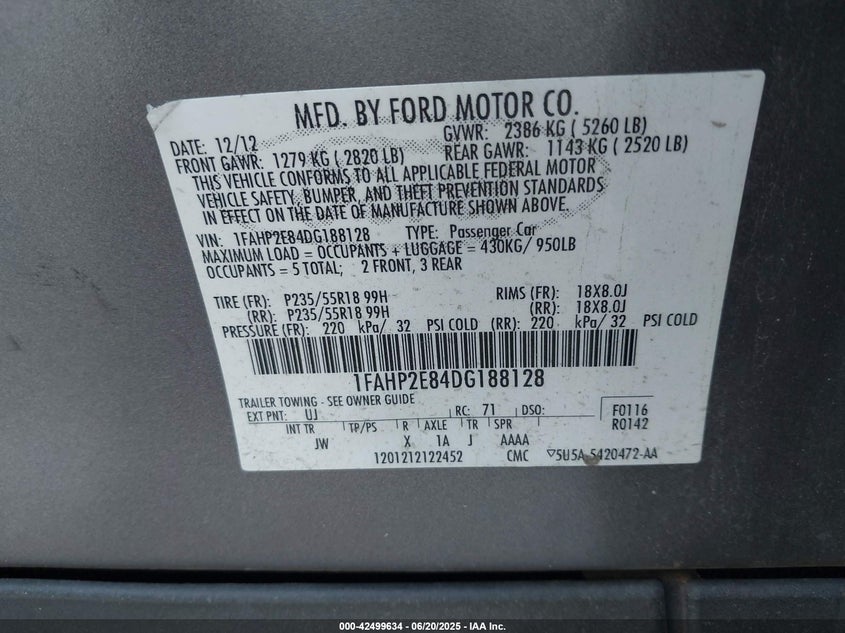 MFD. BY FORD MOTOR CO.
DATE: 12/12 GVWR: 2386 KG ( 5260 LB)
FRONT GAWR: 1279 KG ( 2820 LB) REAR GAWR: 1143 KG ( 2520 LB)
THIS VEHICLE CONFORMS TO ALL APPLICABLE FEDERAL MOTOR
VEHICLE SAFETY, BUMPER, AND THEFT PREVENTION STANDARDS
IN EFFECT ON THE DATE OF MANUFACTURE SHOWN ABOVE.
VIN: 1FAHP2E84DG188128 TYPE: Passenger Car
MAXIMUM LOAD = OCCUPANTS + LUGGAGE = 430KG/ 950LB
OCCUPANTS = 5 TOTAL; 2 FRONT, 3 REAR
TIRE (FR): P235/55R18 99H RIMS (FR): 18X8.0J
(RR): P235/55R18 99H (RR): 18X8.0J
PRESSURE (FR): 220 kPa/ 32 PSI COLD (RR): 220 kPa/ 32 PSI COLD
1FAHP2E84DG188128
TRAILER TOWING - SEE OWNER GUIDE
EXT PNT: UJ RC: 71 DSO: F0116
INT TR TP/PS R AXLE TR SPR R0142
JW X 1A J AAAA
1201212122452 CMC ▽5U5A-5420472-AA
000-42499634 - 06/20/2025 - IAA Inc.